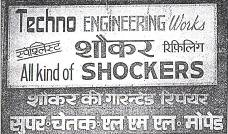 Techno ENGINEERING Works
स्पेशलिस्ट शौकर रिफिलिंग
All kind of SHOCKERS
शौकर की गारन्टेड रिपेयर
सुपर-चेतक-एल एम एल-मोपेड